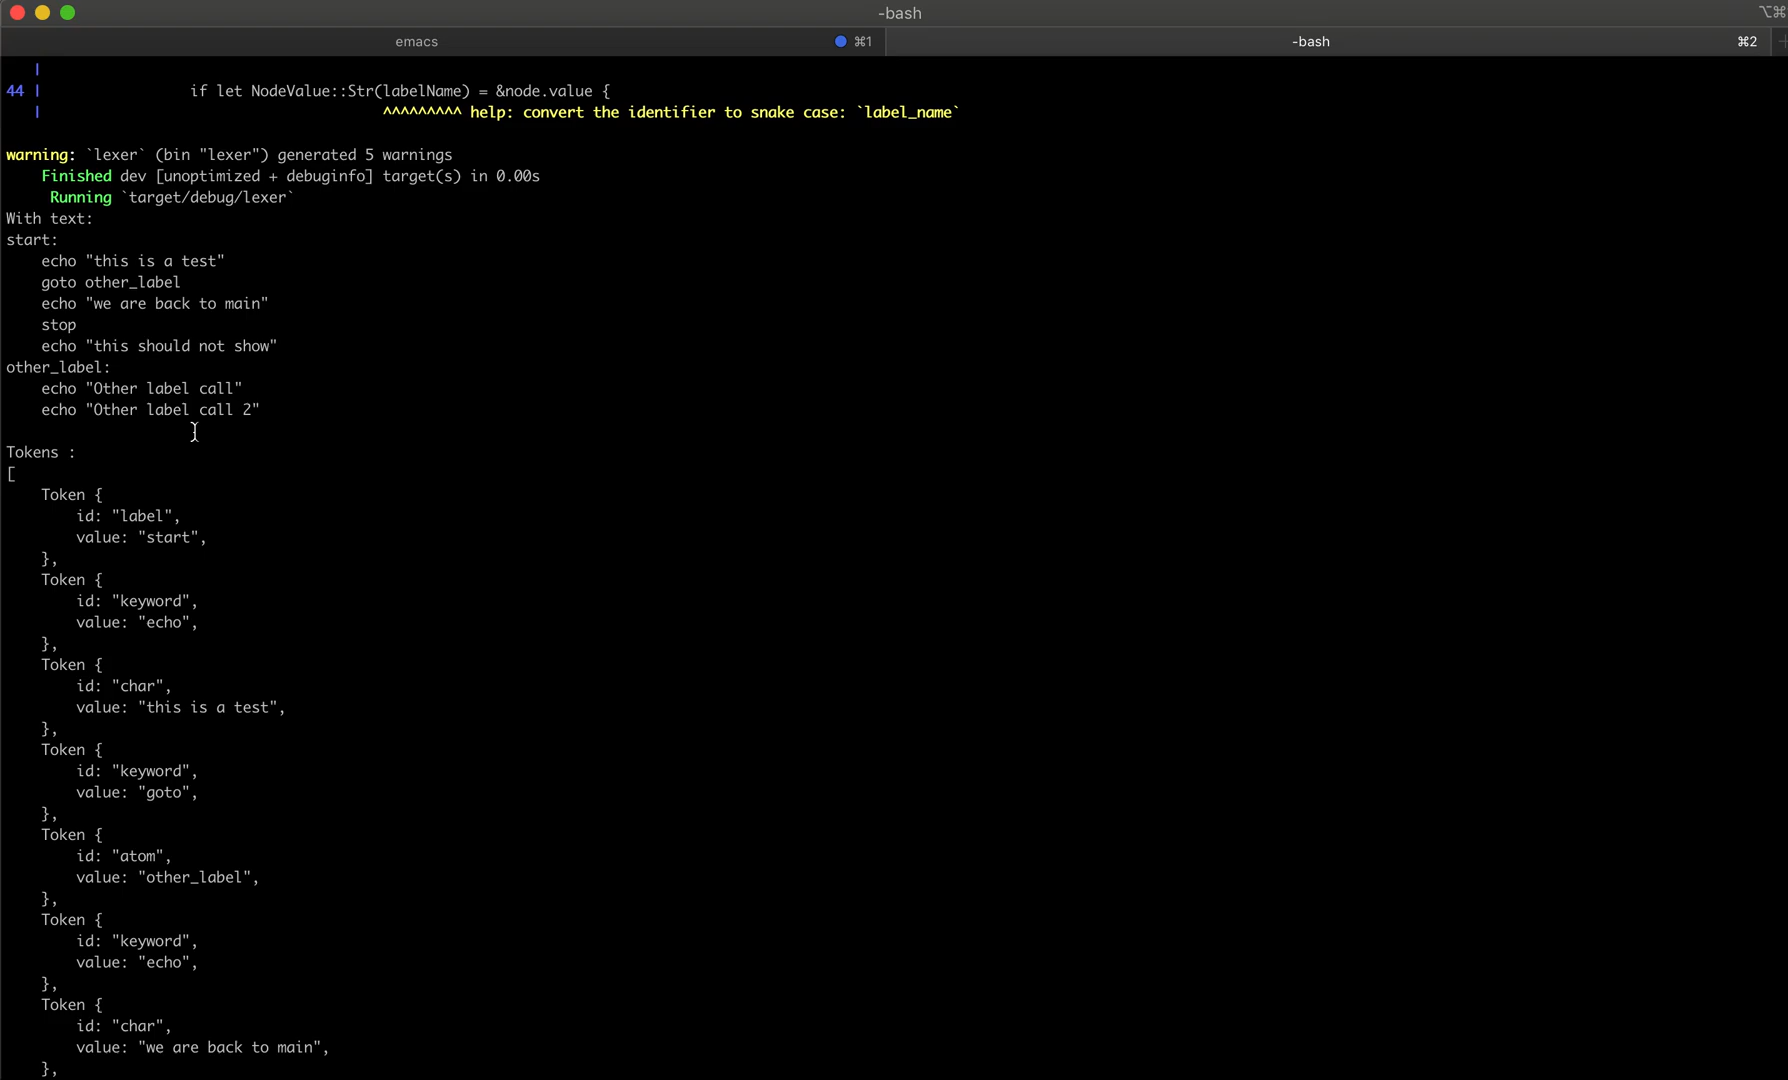 -bash
⌥⌘
emacs
⌘1
-bash
⌘2
|
44 |                 if let NodeValue::Str(labelName) = &node.value {
|                                       ^^^^^^^^^ help: convert the identifier to snake case: `label_name`
warning: `lexer` (bin "lexer") generated 5 warnings
    Finished dev [unoptimized + debuginfo] target(s) in 0.00s
     Running `target/debug/lexer`
With text:
start:
    echo "this is a test"
    goto other_label
    echo "we are back to main"
    stop
    echo "this should not show"
other_label:
    echo "Other label call"
    echo "Other label call 2"
Tokens :
[
    Token {
        id: "label",
        value: "start",
    },
    Token {
        id: "keyword",
        value: "echo",
    },
    Token {
        id: "char",
        value: "this is a test",
    },
    Token {
        id: "keyword",
        value: "goto",
    },
    Token {
        id: "atom",
        value: "other_label",
    },
    Token {
        id: "keyword",
        value: "echo",
    },
    Token {
        id: "char",
        value: "we are back to main",
    },